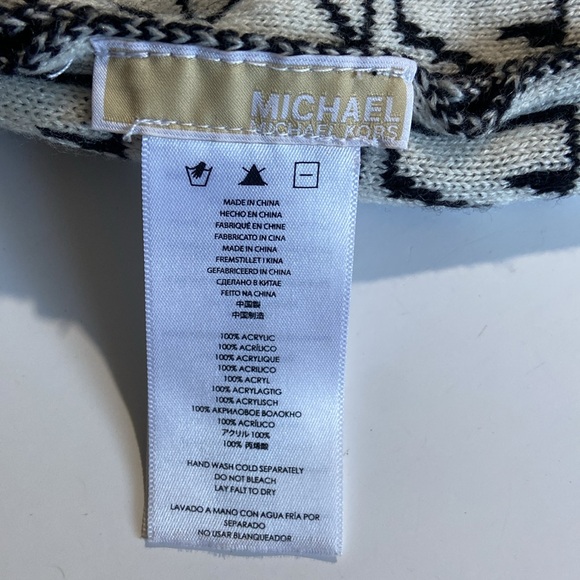 MICHAEL
MICHAEL KORS
MADE IN CHINA
HECHO EN CHINA
FABRIQUÉ EN CHINE
FABBRICATO IN CINA
MADE IN CHINA
FREMSTILLET I KINA
GEFABRICEERD IN CHINA
СДЕЛАНО В КИТАЕ
FEITO NA CHINA
中国製
中国制造
100% ACRYLIC
100% ACRÍLICO
100% ACRYLIQUE
100% ACRILICO
100% ACRYL
100% ACRYLAGTIG
100% ACRYLISCH
100% АКРИЛОВОЕ ВОЛОКНО
100% ACRÍLICO
アクリル 100%
100% 丙烯酸
HAND WASH COLD SEPARATELY
DO NOT BLEACH
LAY FALT TO DRY
LAVADO A MANO CON AGUA FRÍA POR
SEPARADO
NO USAR BLANQUEADOR